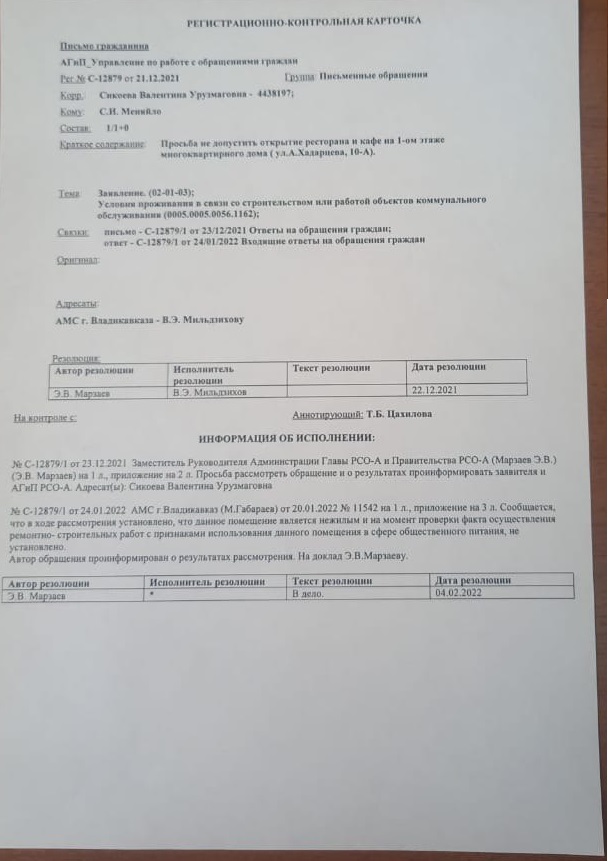 РЕГИСТРАЦИОННО-КОНТРОЛЬНАЯ КАРТОЧКА
Письмо гражданина
АГиП_Управление по работе с обращениями граждан
Рег.№ С-12879 от 21.12.2021 Группа: Письменные обращения
Корр.: Сикоева Валентина Урузмаговна - 4438197;
Кому: С.И. Меняйло
Состав: 1/1+0
Краткое содержание: Просьба не допустить открытие ресторана и кафе на 1-ом этаже
многоквартирного дома ( ул.А.Хадарцева, 10-А).
Тема: Заявление. (02-01-03);
Условия проживания в связи со строительством или работой объектов коммунального
обслуживания (0005.0005.0056.1162);
Связки: письмо - С-12879/1 от 23/12/2021 Ответы на обращения граждан;
ответ - С-12879/1 от 24/01/2022 Входящие ответы на обращения граждан
Оригинал:
Адресаты:
АМС г. Владикавказа - В.Э. Мильдзихову
Резолюция:
Автор резолюции Исполнитель резолюции Текст резолюции Дата резолюции
Э.В. Марзаев В.Э. Мильдзихов 22.12.2021
На контроле с: Аннотирующий: Т.Б. Цахилова
ИНФОРМАЦИЯ ОБ ИСПОЛНЕНИИ:
№ С-12879/1 от 23.12.2021 Заместитель Руководителя Администрации Главы РСО-А и Правительства РСО-А (Марзаев Э.В.)
(Э.В. Марзаев) на 1 л., приложение на 2 л. Просьба рассмотреть обращение и о результатах проинформировать заявителя и
АГиП РСО-А. Адресат(ы): Сикоева Валентина Урузмаговна
№ С-12879/1 от 24.01.2022 АМС г.Владикавказ (М.Габараев) от 20.01.2022 № 11542 на 1 л., приложение на 3 л. Сообщается,
что в ходе рассмотрения установлено, что данное помещение является нежилым и на момент проверки факта осуществления
ремонтно- строительных работ с признаками использования данного помещения в сфере общественного питания, не
установлено.
Автор обращения проинформирован о результатах рассмотрения. На доклад Э.В.Марзаеву.
Автор резолюции Исполнитель резолюции Текст резолюции Дата резолюции
Э.В. Марзаев * В дело. 04.02.2022